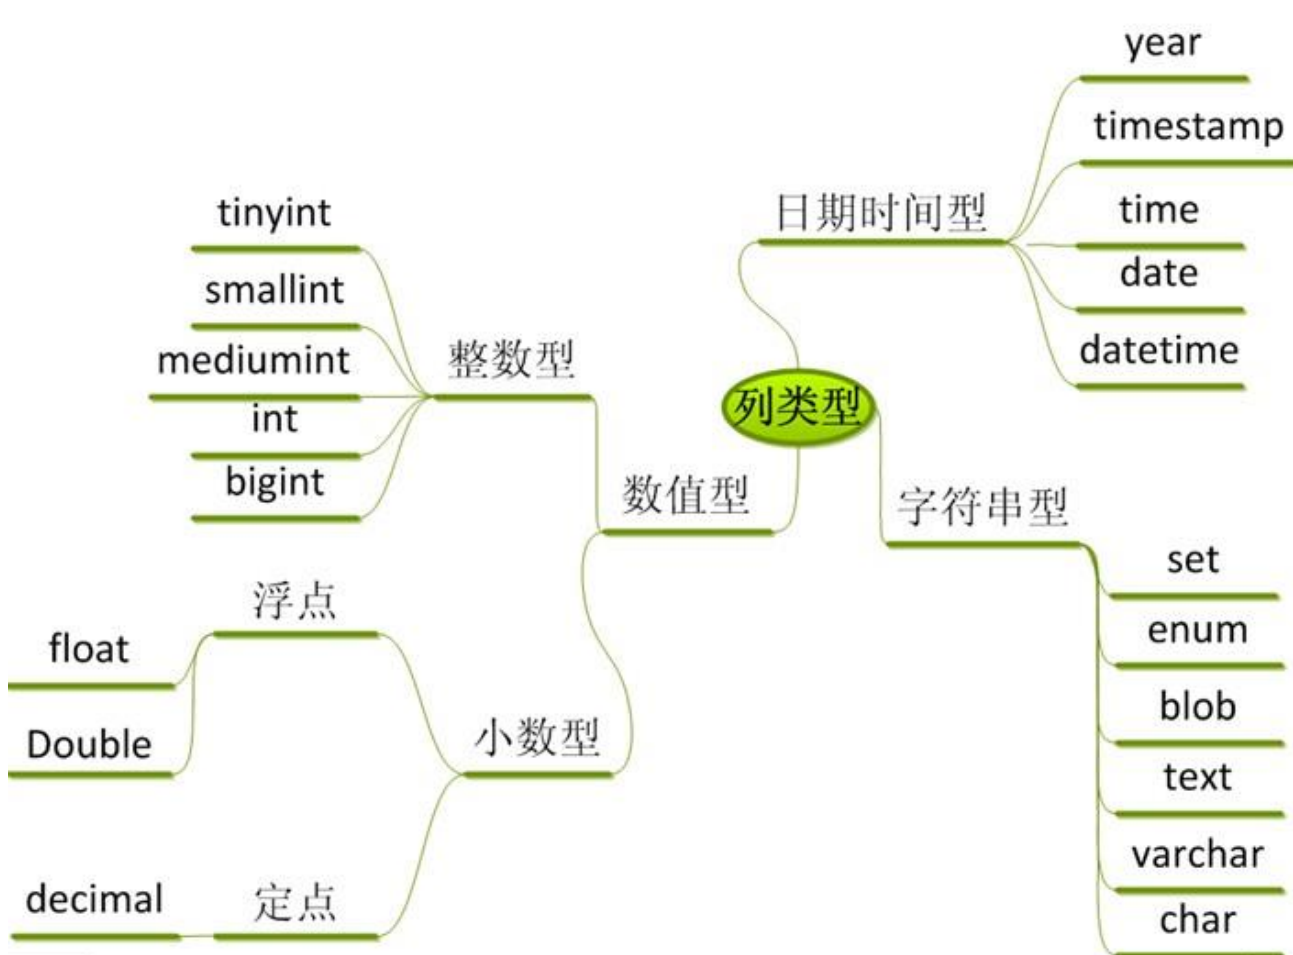 year
timestamp
日期时间型
time
date
datetime
tinyint
smallint
mediumint
整数型
int
bigint
列类型
数值型
字符串型
set
enum
blob
text
varchar
char
浮点
float
Double
小数型
decimal
定点